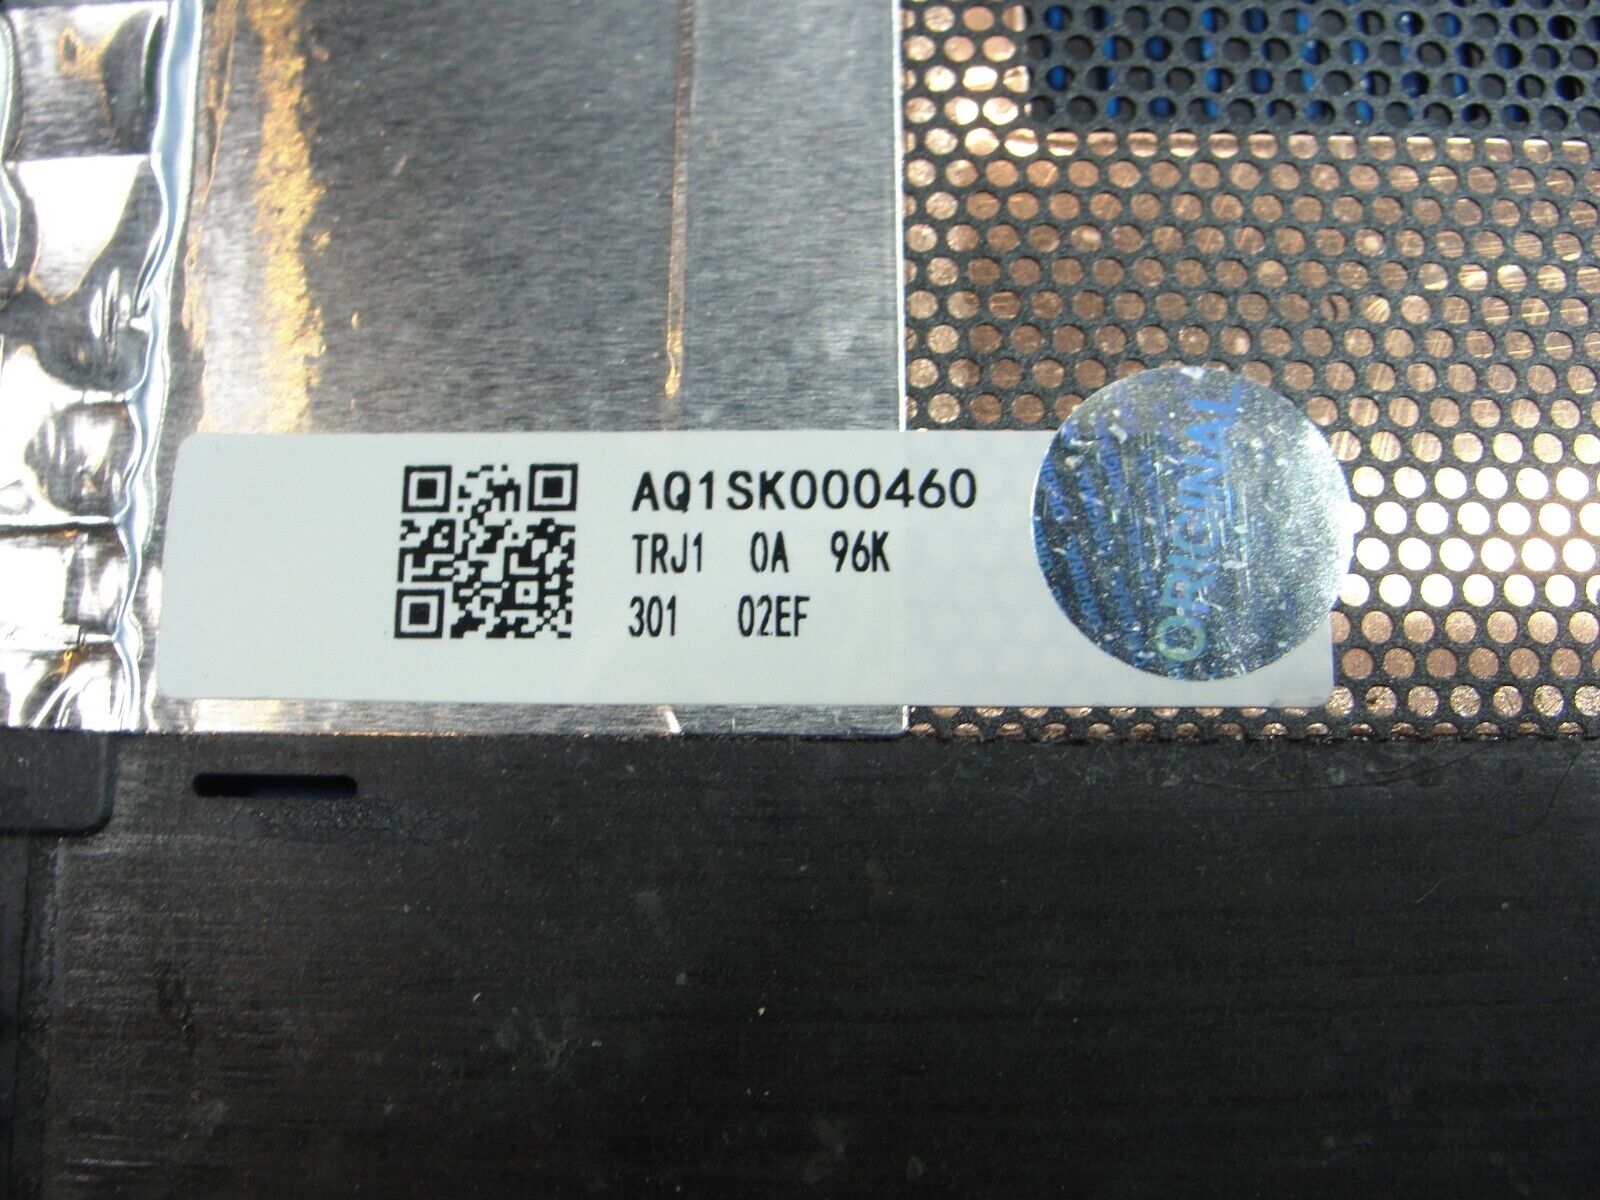 AQ1SK000460
TRJ1 0A 96K
301 02EF
ORIGINAL